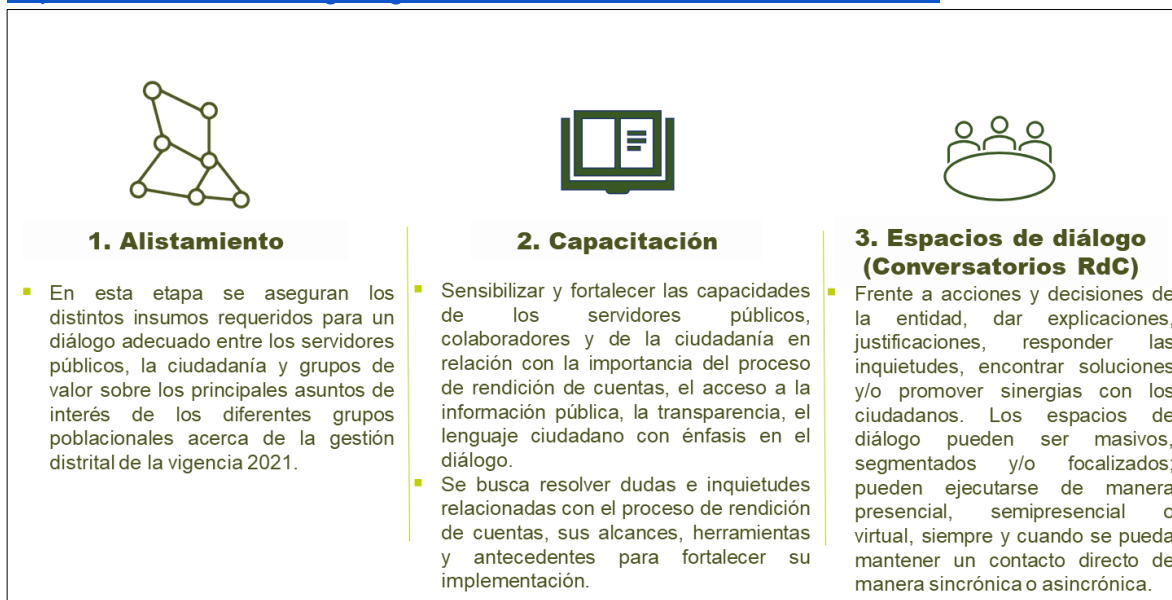 1. Alistamiento
En esta etapa se aseguran los
distintos insumos requeridos para un
diálogo adecuado entre los servidores
públicos, la ciudadanía y grupos de
valor sobre los principales asuntos de
interés de los diferentes grupos
poblacionales acerca de la gestión
distrital de la vigencia 2021.
2. Capacitación
Sensibilizar y fortalecer las capacidades
de los servidores públicos,
colaboradores y de la ciudadanía en
relación con la importancia del proceso
de rendición de cuentas, el acceso a la
información pública, la transparencia, el
lenguaje ciudadano con énfasis en el
diálogo.
Se busca resolver dudas e inquietudes
relacionadas con el proceso de rendición
de cuentas, sus alcances, herramientas
y antecedentes para fortalecer su
implementación.
3. Espacios de diálogo
(Conversatorios RdC)
Frente a acciones y decisiones de
la entidad, dar explicaciones,
justificaciones, responder las
inquietudes, encontrar soluciones
y/o promover sinergias con los
ciudadanos. Los espacios de
diálogo pueden ser masivos,
segmentados y/o focalizados;
pueden ejecutarse de manera
presencial, semipresencial o
virtual, siempre y cuando se pueda
mantener un contacto directo de
manera sincrónica o asincrónica.